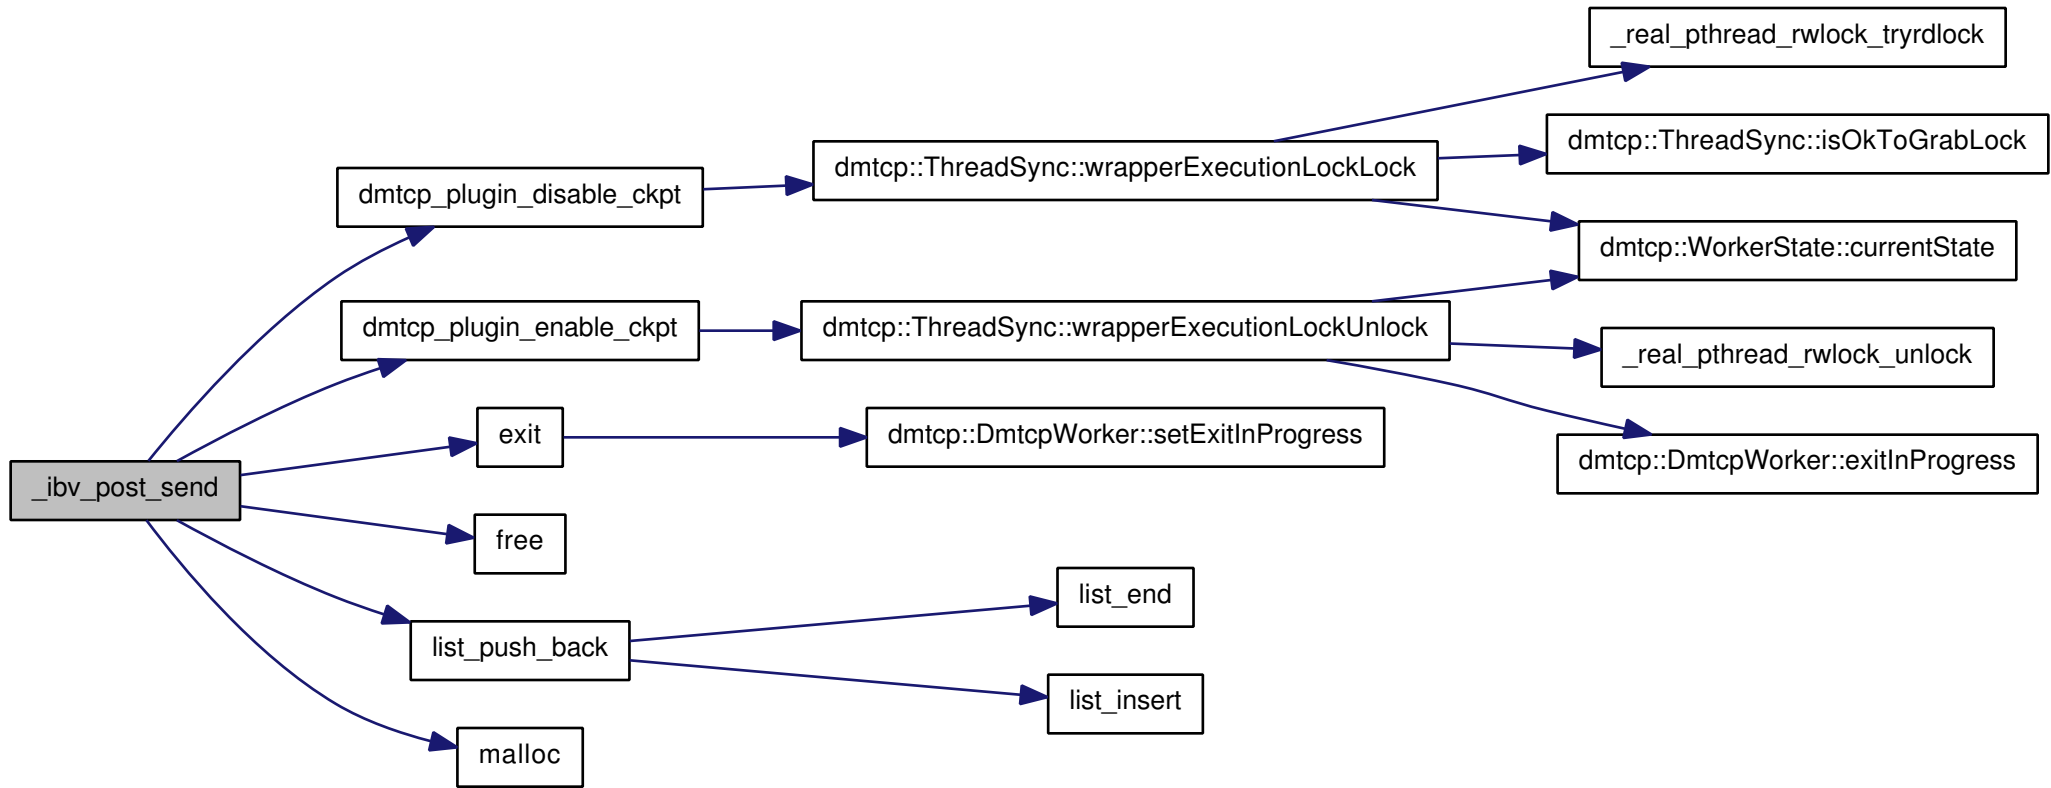 _real_pthread_rwlock_tryrdlock
dmtcp::ThreadSync::isOkToGrabLock
dmtcp::ThreadSync::wrapperExecutionLockLock
dmtcp_plugin_disable_ckpt
dmtcp::WorkerState::currentState
dmtcp_plugin_enable_ckpt
dmtcp::ThreadSync::wrapperExecutionLockUnlock
_real_pthread_rwlock_unlock
exit
dmtcp::DmtcpWorker::setExitInProgress
dmtcp::DmtcpWorker::exitInProgress
_ibv_post_send
free
list_end
list_push_back
list_insert
malloc